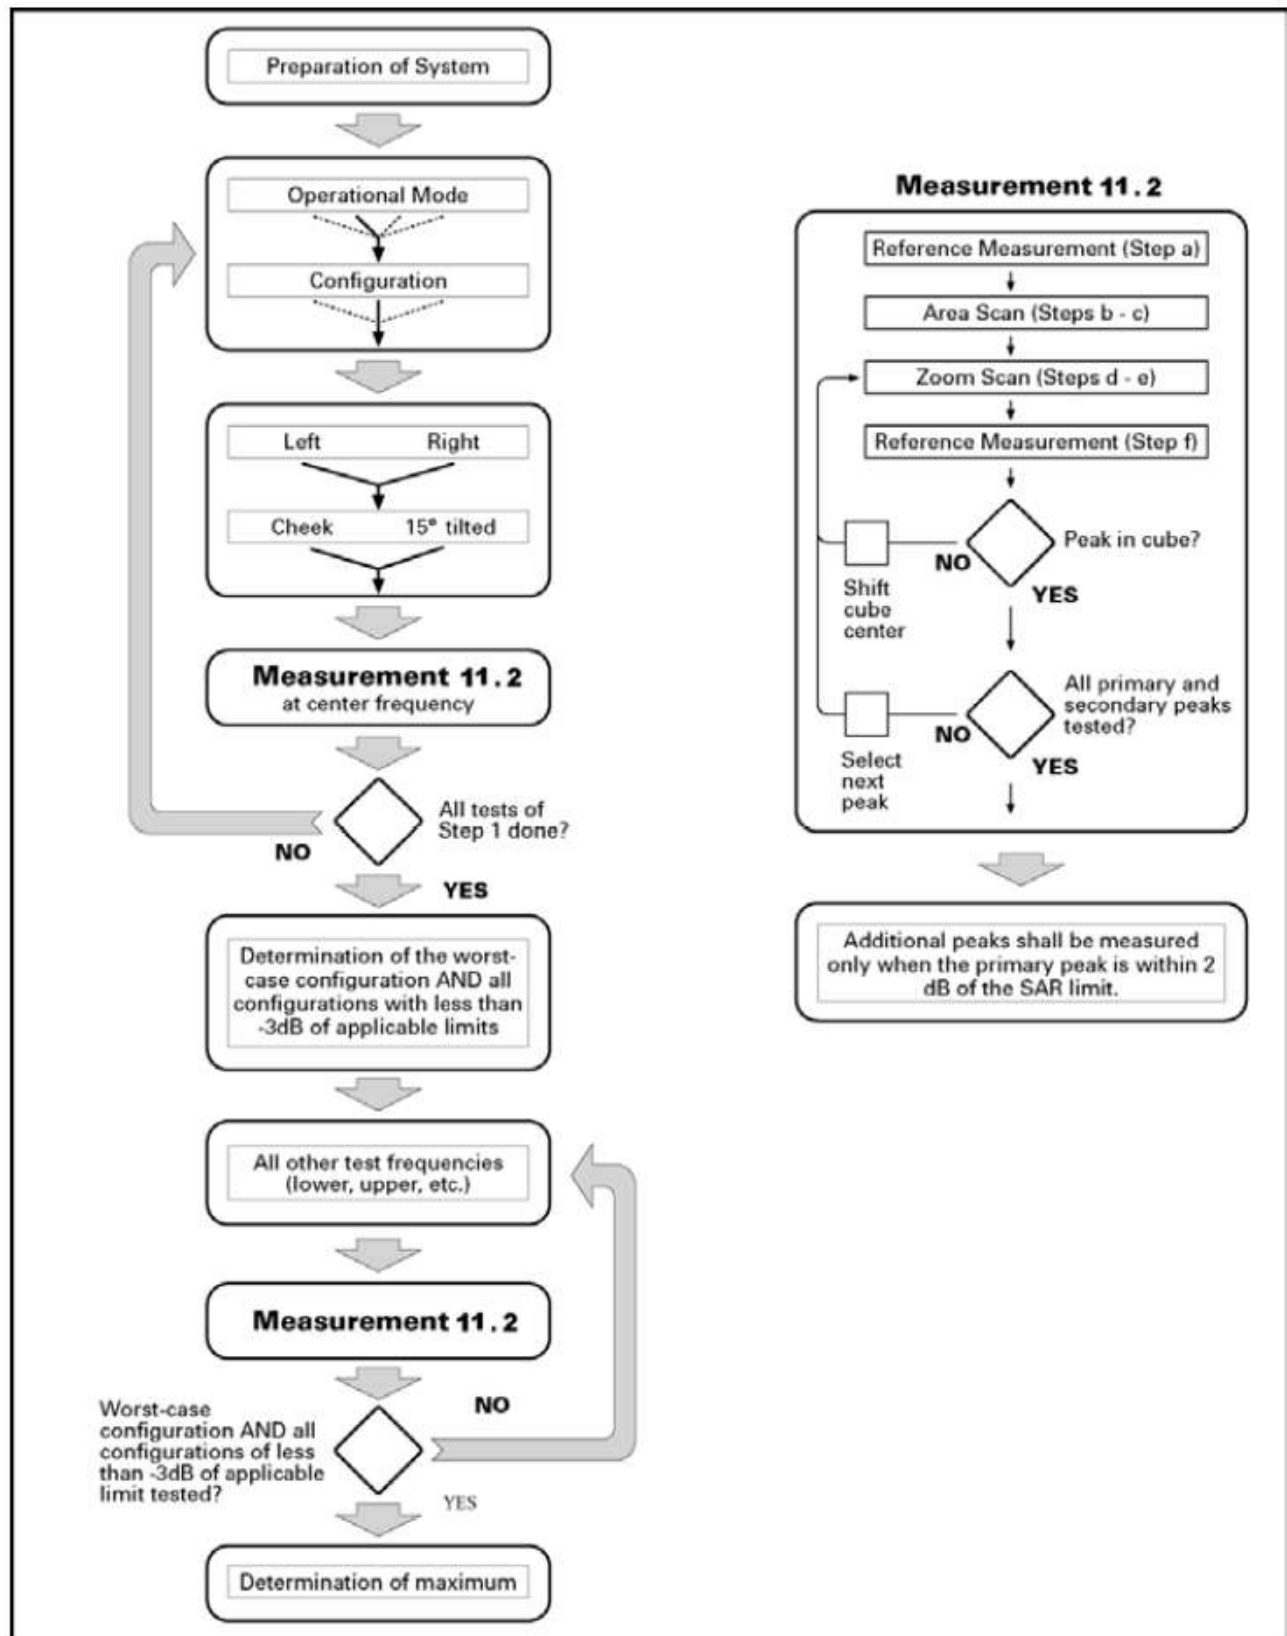 Preparation of System
Operational Mode
Configuration
Left Right
Cheek 15° tilted
Measurement 11.2
at center frequency
All tests of
Step 1 done?
NO
YES
Determination of the worst-
case configuration AND all
configurations with less than
-3dB of applicable limits
All other test frequencies
(lower, upper, etc.)
Measurement 11.2
NO
Worst-case
configuration AND all
configurations of less
than -3dB of applicable
limit tested?
YES
Determination of maximum
Measurement 11.2
Reference Measurement (Step a)
Area Scan (Steps b - c)
Zoom Scan (Steps d - e)
Reference Measurement (Step f)
Peak in cube?
NO
Shift
cube
center
YES
All primary and
secondary peaks
tested?
NO
Select
next
peak
YES
Additional peaks shall be measured
only when the primary peak is within 2
dB of the SAR limit.